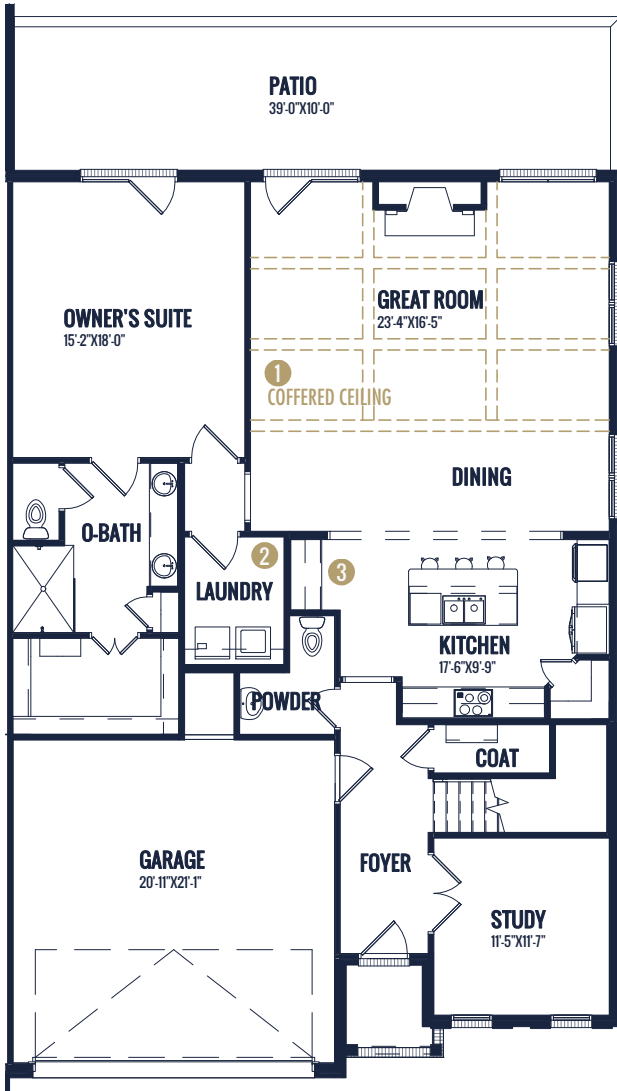 PATIO
39'-0"X10'-0"
OWNER'S SUITE
15'-2"X18'-0"
GREAT ROOM
23'-4"X16'-5"
1
COFFERED CEILING
DINING
O-BATH
2
LAUNDRY
3
KITCHEN
17'-6"X9'-9"
POWDER
COAT
GARAGE
20'-11"X21'-1"
FOYER
STUDY
11'-5"X11'-7"